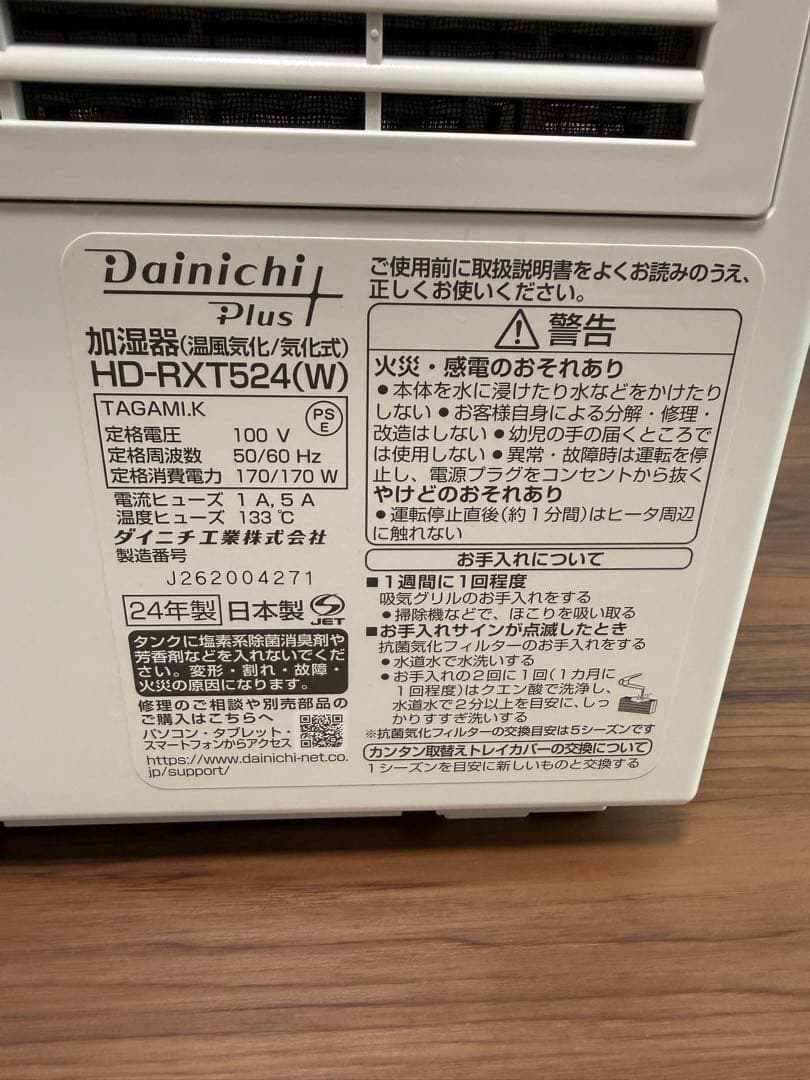 Dainichi
Plus
加湿器(温風気化/気化式)
HD-RXT524(W)
TAGAMI.K
PS
E
定格電圧 100 V
定格周波数 50/60 Hz
定格消費電力 170/170 W
電流ヒューズ 1 A, 5 A
温度ヒューズ 133℃
ダイニチ工業株式会社
製造番号
J262004271
24年製 日本製 JET
タンクに塩素系除菌消臭剤や
芳香剤などを入れないでくだ
さい。変形・割れ・故障・
火災の原因になります。
修理のご相談や別売部品の
ご購入はこちらへ
パソコン・タブレット・
スマートフォンからアクセス
https://www.dainichi-net.co.
jp/support/
ご使用前に取扱説明書をよくお読みのうえ、
正しくお使いください。
警告
火災・感電のおそれあり
●本体を水に浸けたり水などをかけたり
しない ●お客様自身による分解・修理・
改造はしない ●幼児の手の届くところで
は使用しない ●異常・故障時は運転を停
止し、電源プラグをコンセントから抜く
やけどのおそれあり
●運転停止直後(約1分間)はヒータ周辺
に触れない
お手入れについて
■1週間に1回程度
吸気グリルのお手入れをする
●掃除機などで、ほこりを吸い取る
■お手入れサインが点滅したとき
抗菌気化フィルターのお手入れをする
●水道水で水洗いする
●お手入れの2回に1回(1カ月に
1回程度)はクエン酸で洗浄し、
水道水で2分以上を目安に、しっ
かりすすぎ洗いする
※抗菌気化フィルターの交換目安は5シーズンです
カンタン取替えトレイカバーの交換について
1シーズンを目安に新しいものと交換する